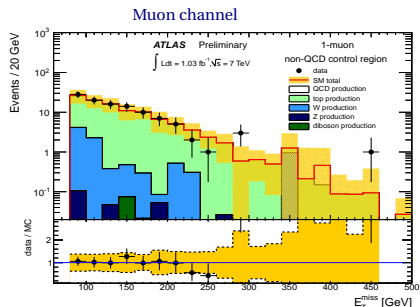 Muon channel
ATLAS Preliminary
1-muon
∫ Ldt = 1.03 fb⁻¹, √s = 7 TeV
non-QCD control region
data
SM total
QCD production
top production
W production
Z production
diboson production
Events / 20 GeV
10³
10²
10
1
10⁻¹
data / MC
2
1
100 150 200 250 300 350 400 450 500
E_T^miss [GeV]